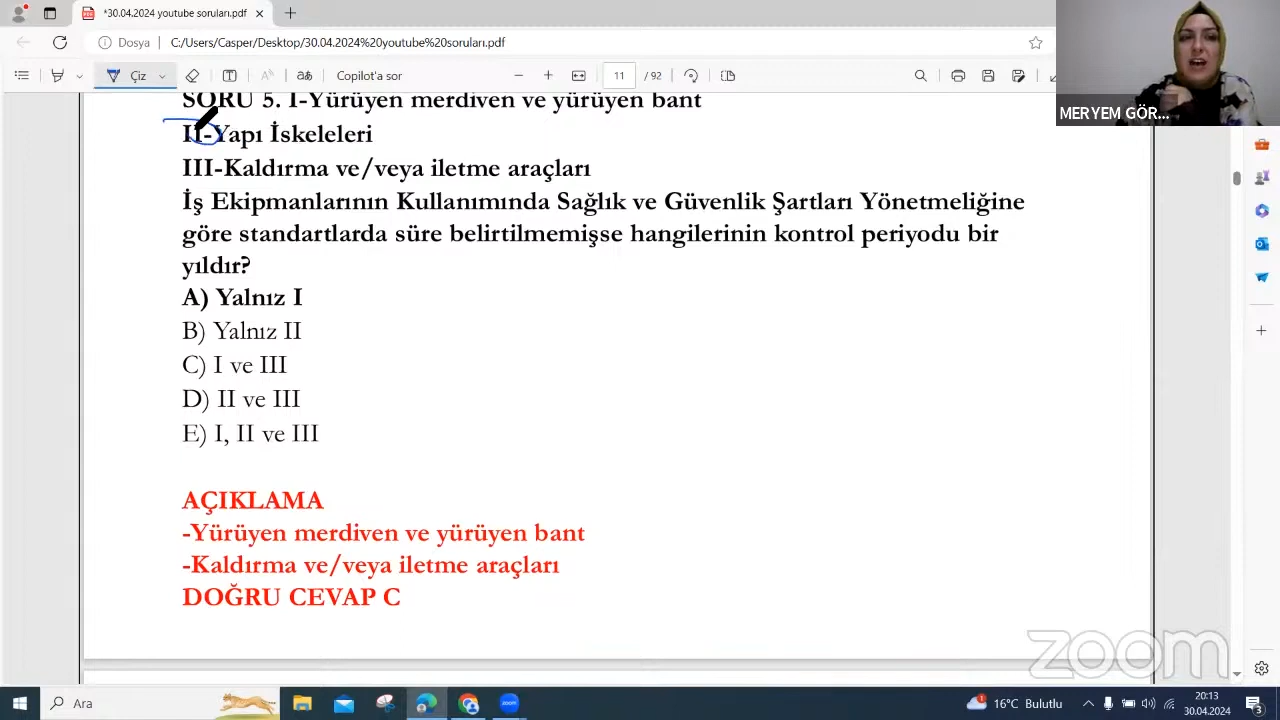 *30.04.2024 youtube soruları.pdf
Dosya C:/Users/Casper/Desktop/30.04.2024%20youtube%20soruları.pdf
Çiz Copilot'a sor 11 /92
MERYEM GÖR...
SORU 5. I-Yürüyen merdiven ve yürüyen bant
II-Yapı İskeleleri
III-Kaldırma ve/veya iletme araçları
İş Ekipmanlarının Kullanımında Sağlık ve Güvenlik Şartları Yönetmeliğine
göre standartlarda süre belirtilmemişse hangilerinin kontrol periyodu bir
yıldır?
A) Yalnız I
B) Yalnız II
C) I ve III
D) II ve III
E) I, II ve III
AÇIKLAMA
-Yürüyen merdiven ve yürüyen bant
-Kaldırma ve/veya iletme araçları
DOĞRU CEVAP C
zoom
Ara
zoom
1
16°C Bulutlu
20:13
30.04.2024
3